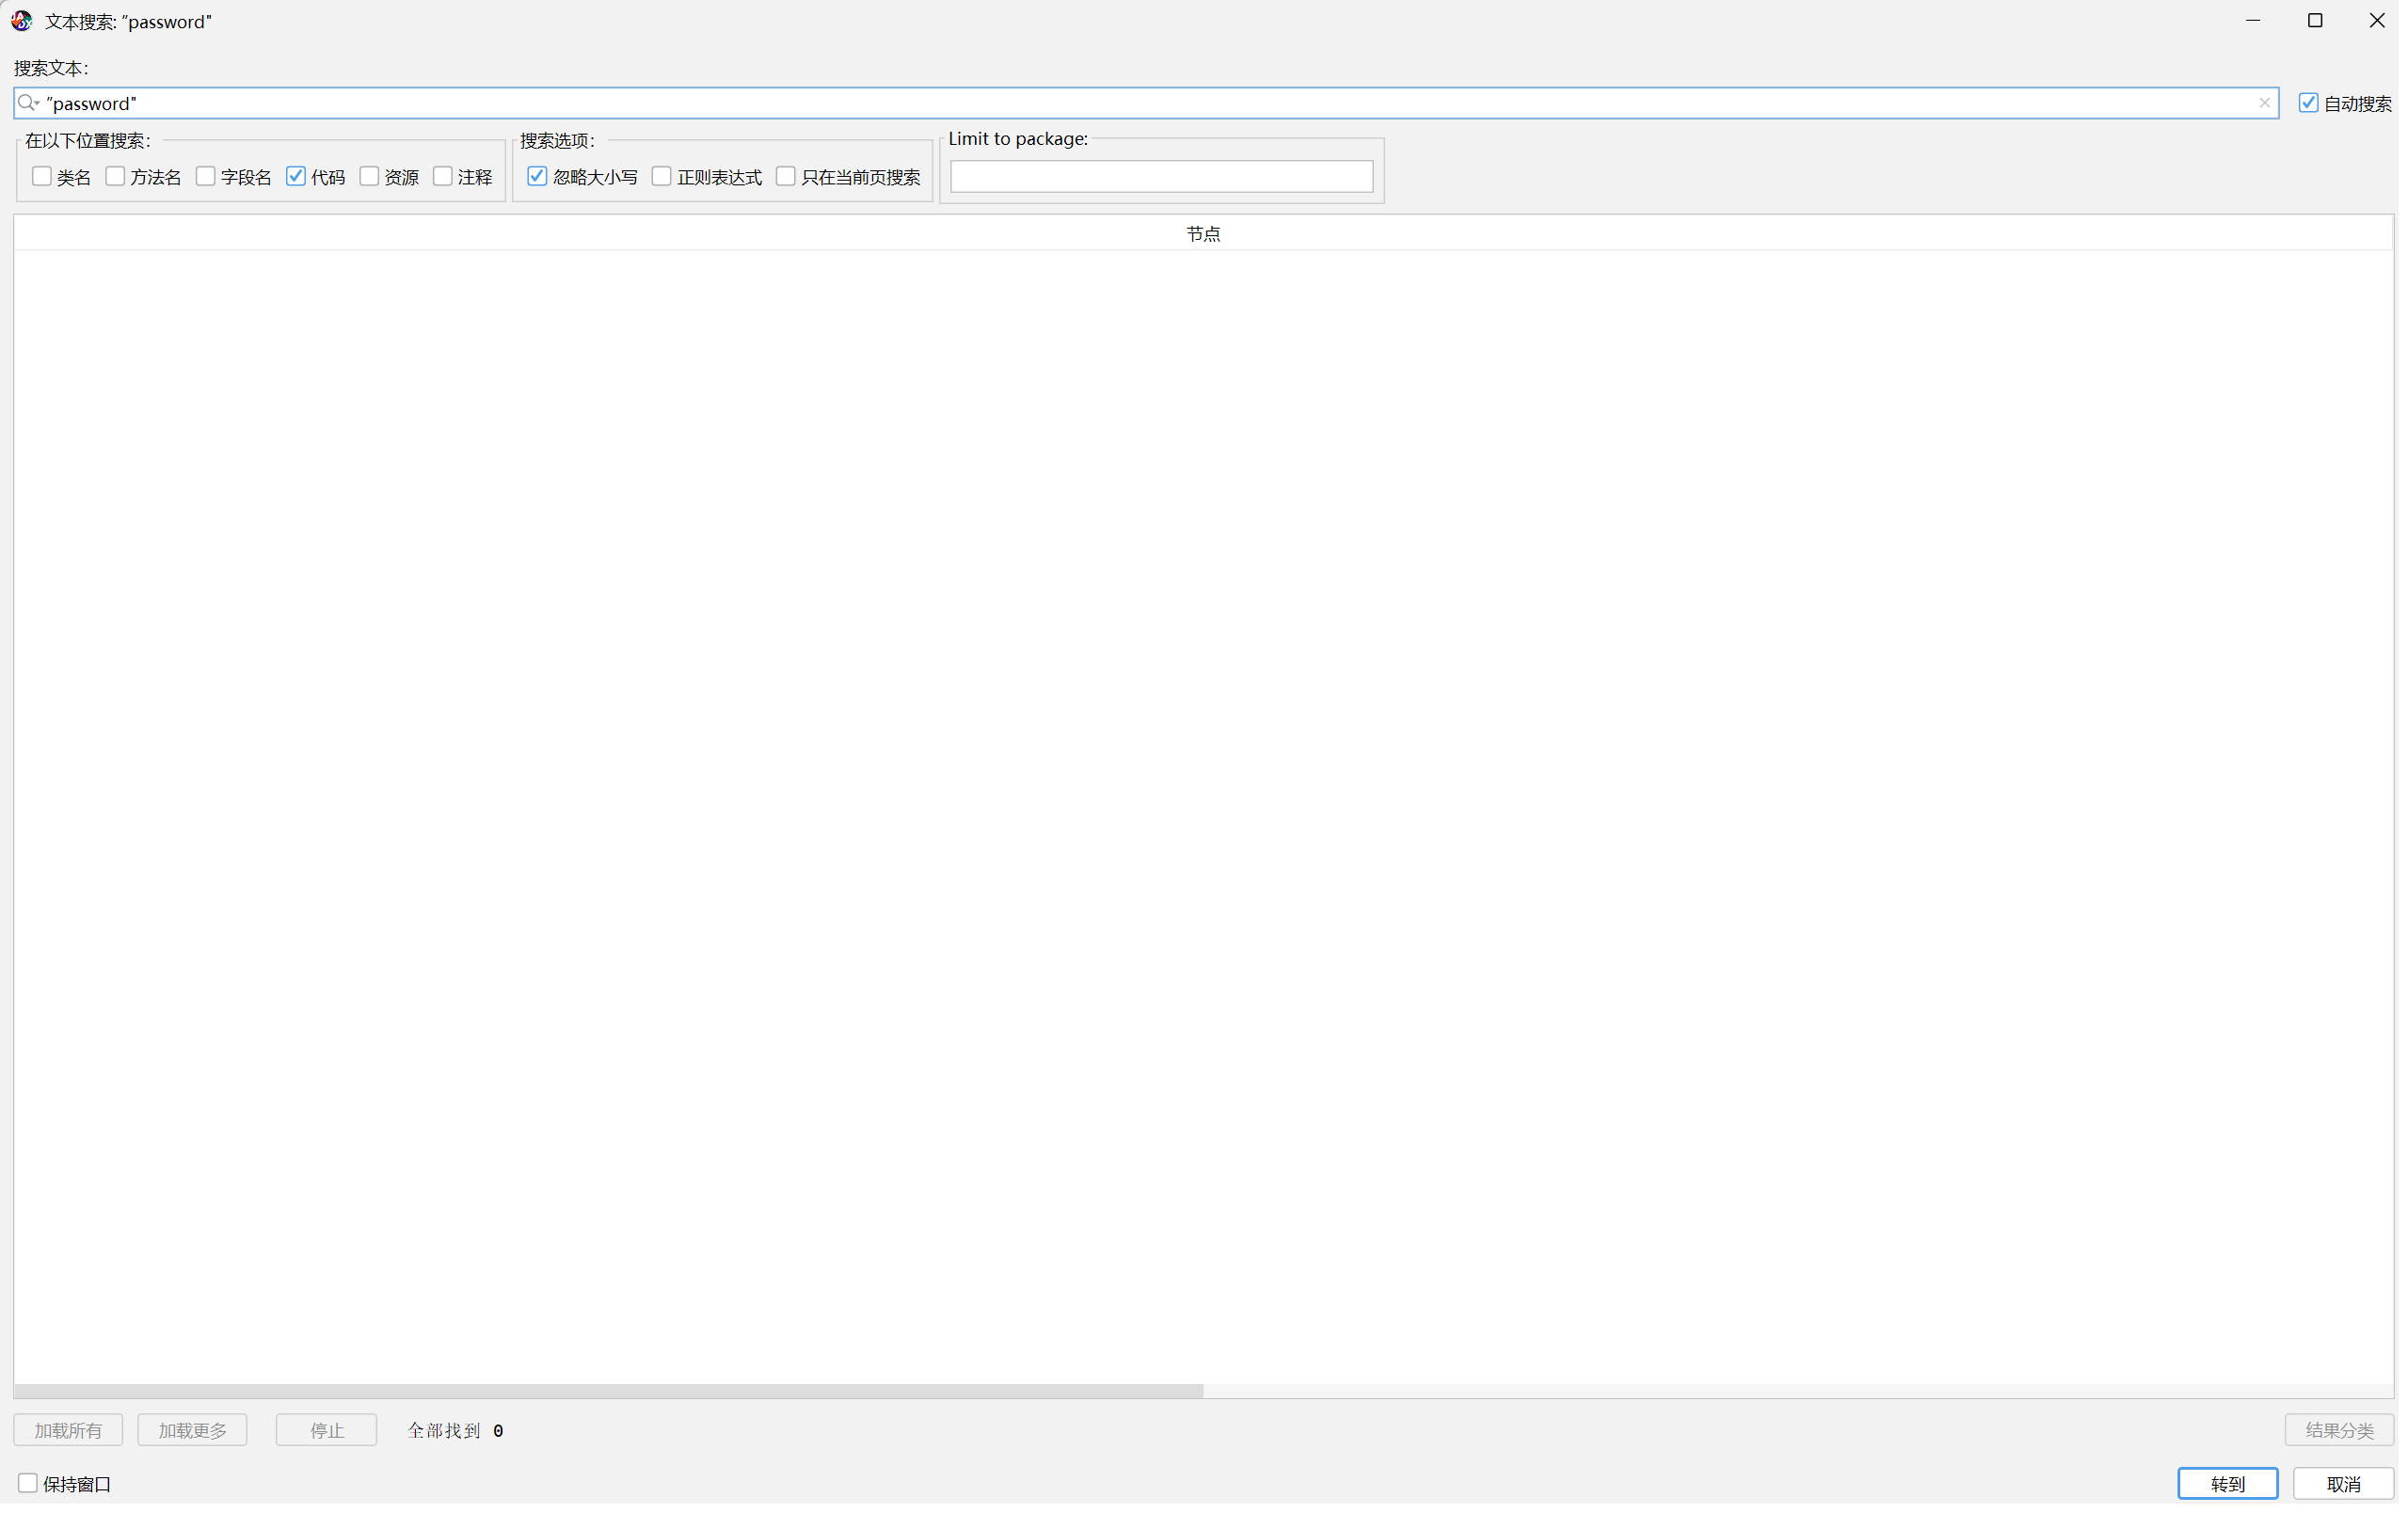 文本搜索: "password"
搜索文本:
"password"
自动搜索
在以下位置搜索:
类名 方法名 字段名 代码 资源 注释
搜索选项:
忽略大小写 正则表达式 只在当前页搜索
Limit to package:
节点
加载所有 加载更多 停止 全部找到 0 结果分类
保持窗口 转到 取消